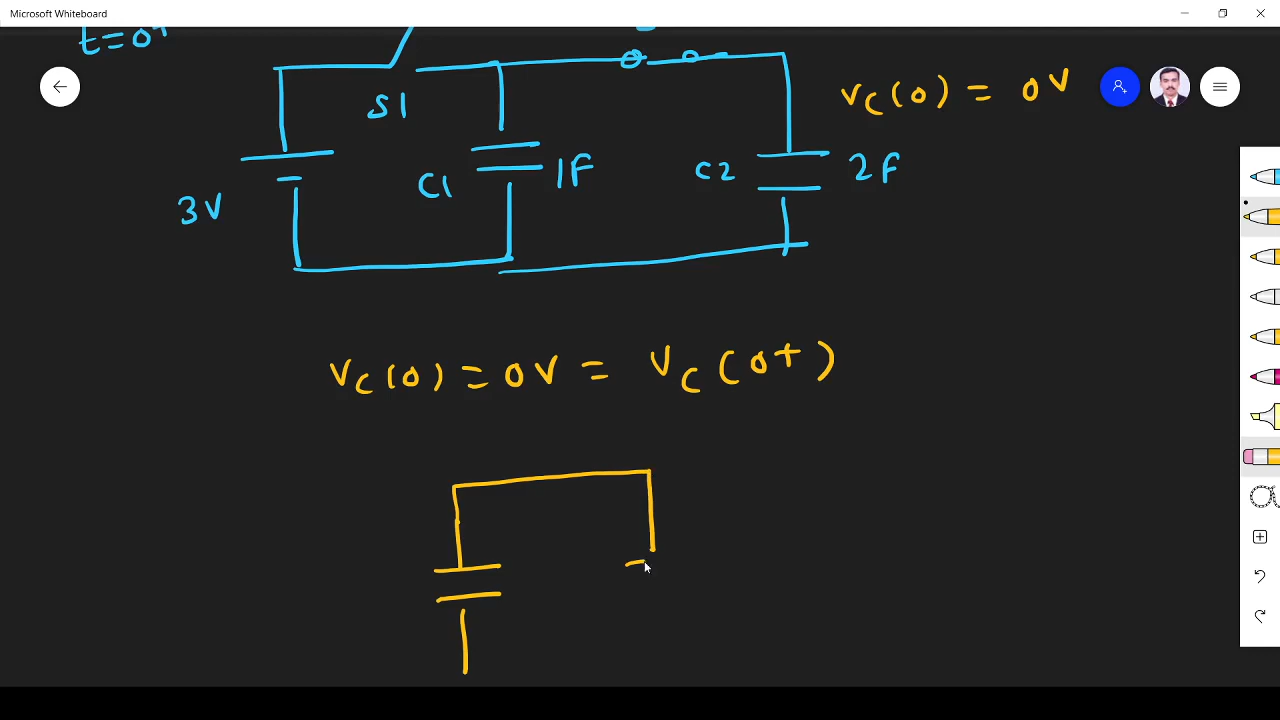 Microsoft Whiteboard
t=0+
S1
Vc(0) = 0V
3V
C1
1F
C2
2F
Vc(0) = 0V = Vc(0+)